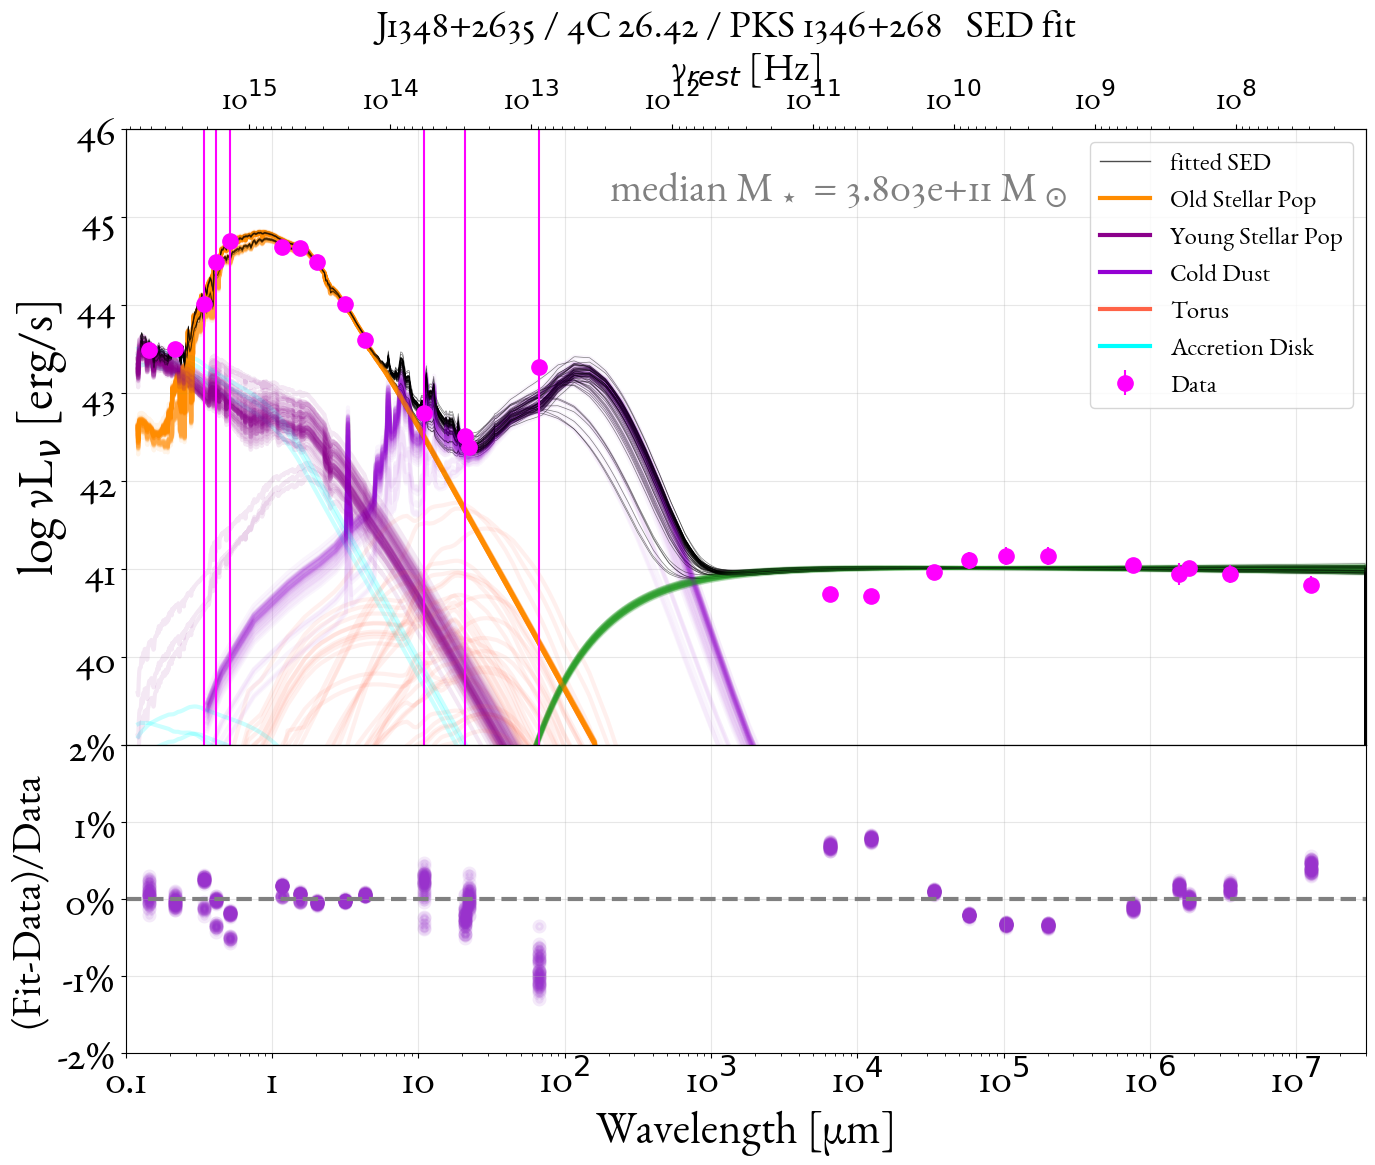 J1348+2635 / 4C 26.42 / PKS 1346+268 SED fit
ν_rest [Hz]
10^15 10^14 10^13 10^12 10^11 10^10 10^9 10^8
46
45
44
43
42
41
40
log νL_ν [erg/s]
median M_⋆ = 3.803e+11 M_⊙
fitted SED
Old Stellar Pop
Young Stellar Pop
Cold Dust
Torus
Accretion Disk
Data
2%
1%
0%
-1%
-2%
(Fit-Data)/Data
0.1 1 10 10^2 10^3 10^4 10^5 10^6 10^7
Wavelength [μm]